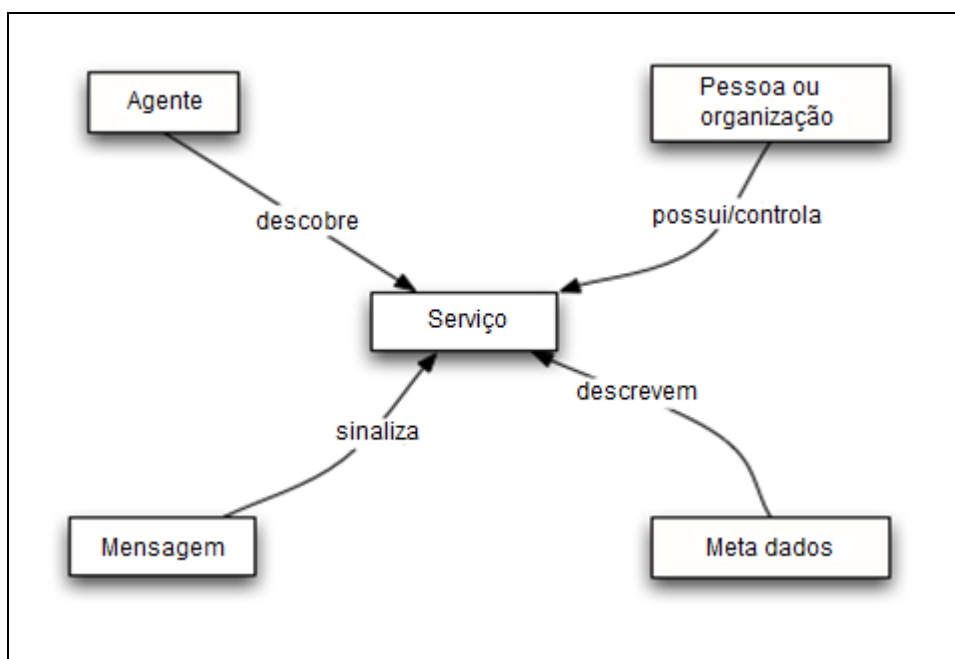 Agente
Pessoa ou
organização
descobre
possui/controla
Serviço
descrevem
sinaliza
Mensagem
Meta dados